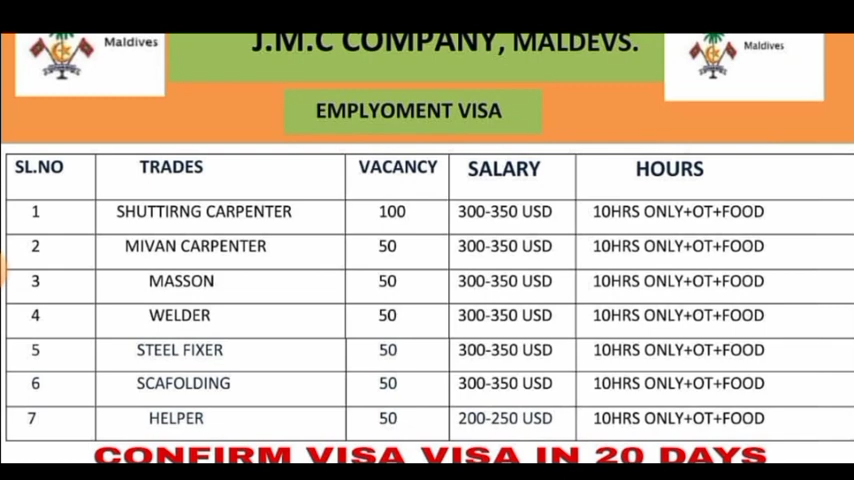 Maldives
J.M.C COMPANY, MALDEVS.
Maldives
EMPLYOMENT VISA
SL.NO TRADES VACANCY SALARY HOURS
1 SHUTTIRNG CARPENTER 100 300-350 USD 10HRS ONLY+OT+FOOD
2 MIVAN CARPENTER 50 300-350 USD 10HRS ONLY+OT+FOOD
3 MASSON 50 300-350 USD 10HRS ONLY+OT+FOOD
4 WELDER 50 300-350 USD 10HRS ONLY+OT+FOOD
5 STEEL FIXER 50 300-350 USD 10HRS ONLY+OT+FOOD
6 SCAFOLDING 50 300-350 USD 10HRS ONLY+OT+FOOD
7 HELPER 50 200-250 USD 10HRS ONLY+OT+FOOD
CONFIRM VISA VISA IN 20 DAYS